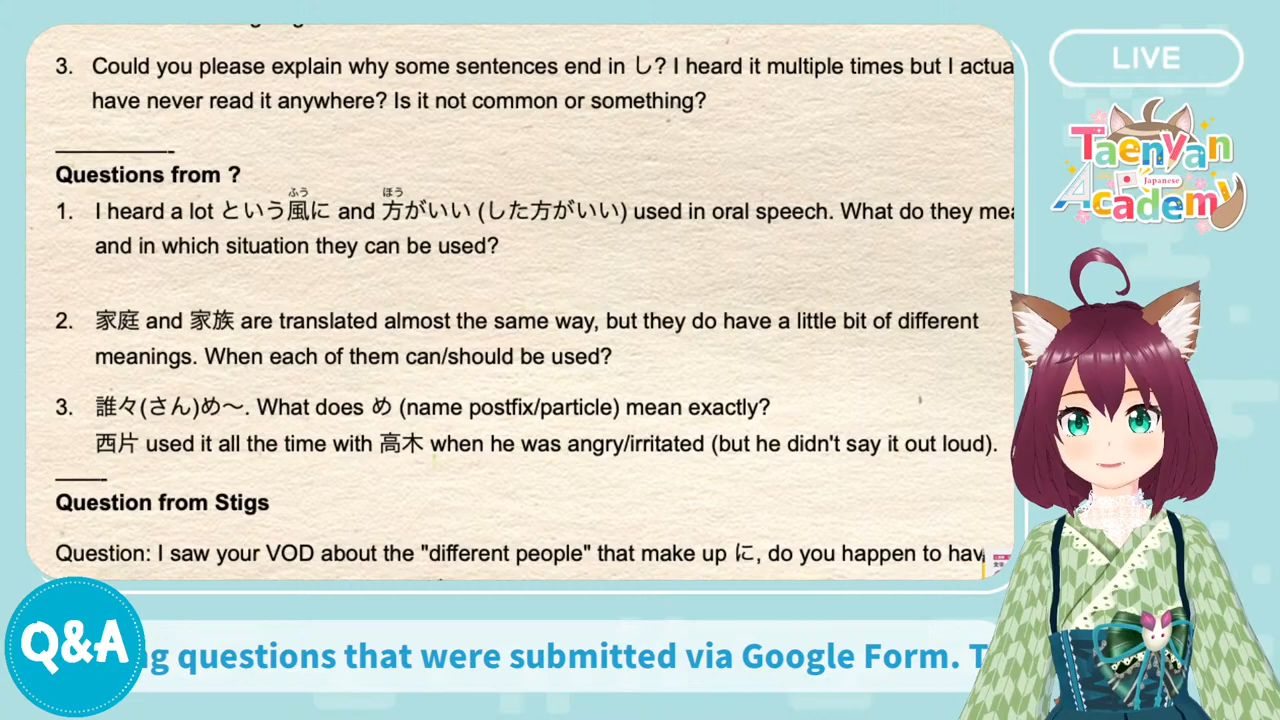 3. Could you please explain why some sentences end in し? I heard it multiple times but I actua
have never read it anywhere? Is it not common or something?
Questions from ?
ふう ほう
1. I heard a lot という風に and 方がいい (した方がいい) used in oral speech. What do they mea
and in which situation they can be used?
2. 家庭 and 家族 are translated almost the same way, but they do have a little bit of different
meanings. When each of them can/should be used?
3. 誰々(さん)め〜. What does め (name postfix/particle) mean exactly?
西片 used it all the time with 高木 when he was angry/irritated (but he didn't say it out loud).
Question from Stigs
Question: I saw your VOD about the "different people" that make up に, do you happen to hav
LIVE
Taenyan
Japanese
Academy
Q&A
g questions that were submitted via Google Form. T